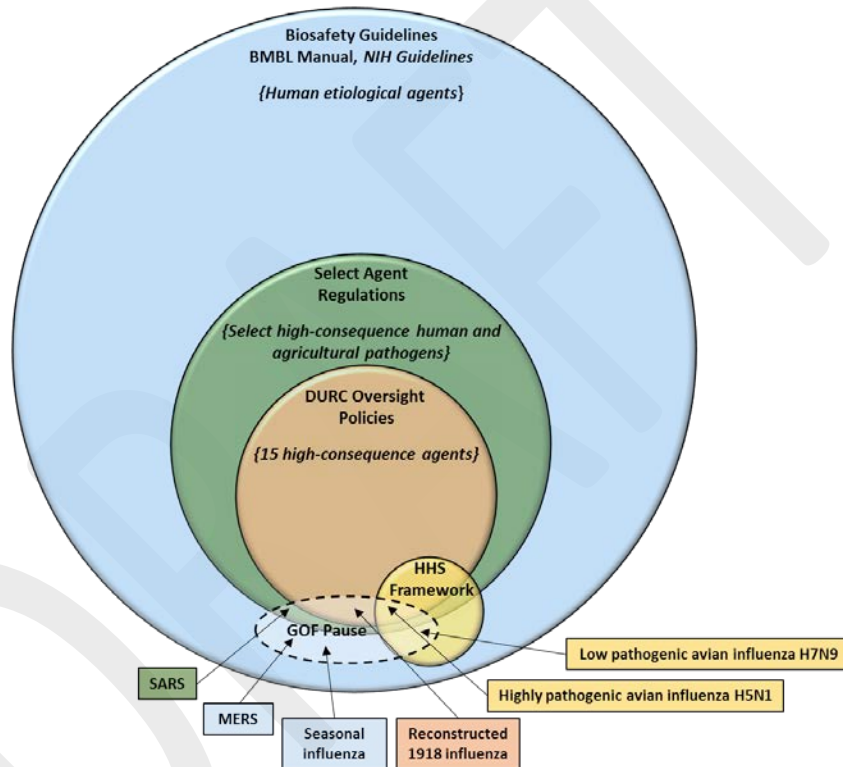 Biosafety Guidelines
BMBL Manual, NIH Guidelines
{Human etiological agents}
Select Agent
Regulations
{Select high-consequence human and
agricultural pathogens}
DURC Oversight
Policies
{15 high-consequence agents}
HHS
Framework
GOF Pause
Low pathogenic avian influenza H7N9
SARS
Highly pathogenic avian influenza H5N1
MERS
Seasonal
influenza
Reconstructed
1918 influenza
DRAFT